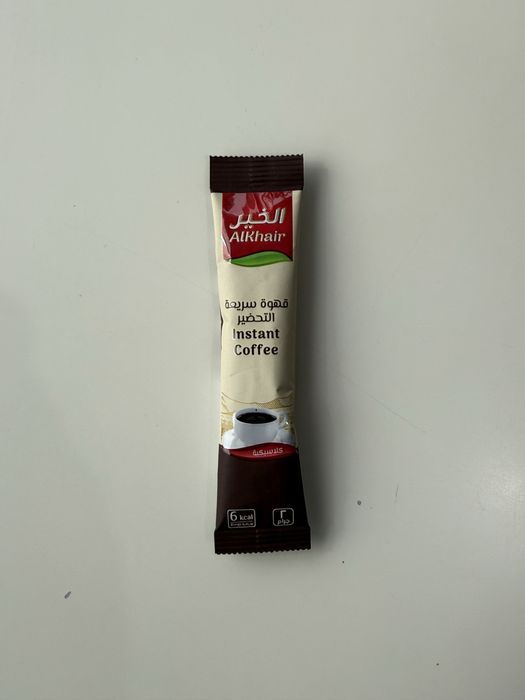 الخير
AlKhair
قهوة سريعة
التحضير
Instant
Coffee
كلاسيكية
6 kcal
٢
جرام